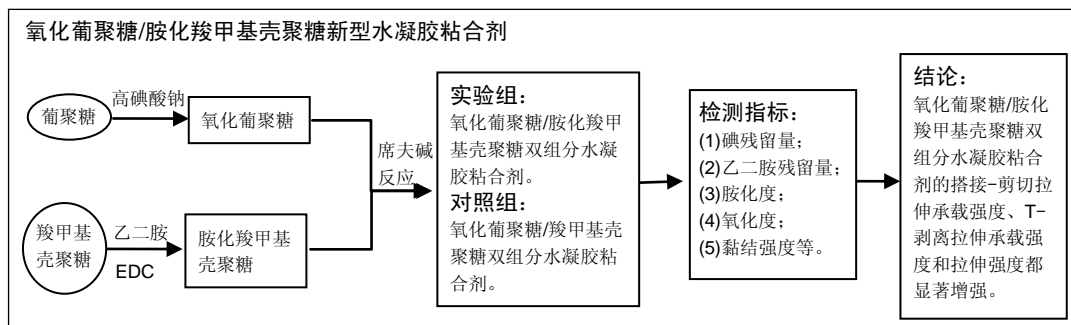 氧化葡聚糖/胺化羧甲基壳聚糖新型水凝胶粘合剂
葡聚糖
高碘酸钠
氧化葡聚糖
羧甲基
壳聚糖
乙二胺
EDC
胺化羧甲基
壳聚糖
席夫碱
反应
实验组：
氧化葡聚糖/胺化羧甲
基壳聚糖双组分水凝
胶粘合剂。
对照组：
氧化葡聚糖/羧甲基壳
聚糖双组分水凝胶粘
合剂。
检测指标：
(1)碘残留量；
(2)乙二胺残留量；
(3)胺化度；
(4)氧化度；
(5)黏结强度等。
结论：
氧化葡聚糖/胺化
羧甲基壳聚糖双
组分水凝胶粘合
剂的搭接-剪切拉
伸承载强度、T-
剥离拉伸承载强
度和拉伸强度都
显著增强。